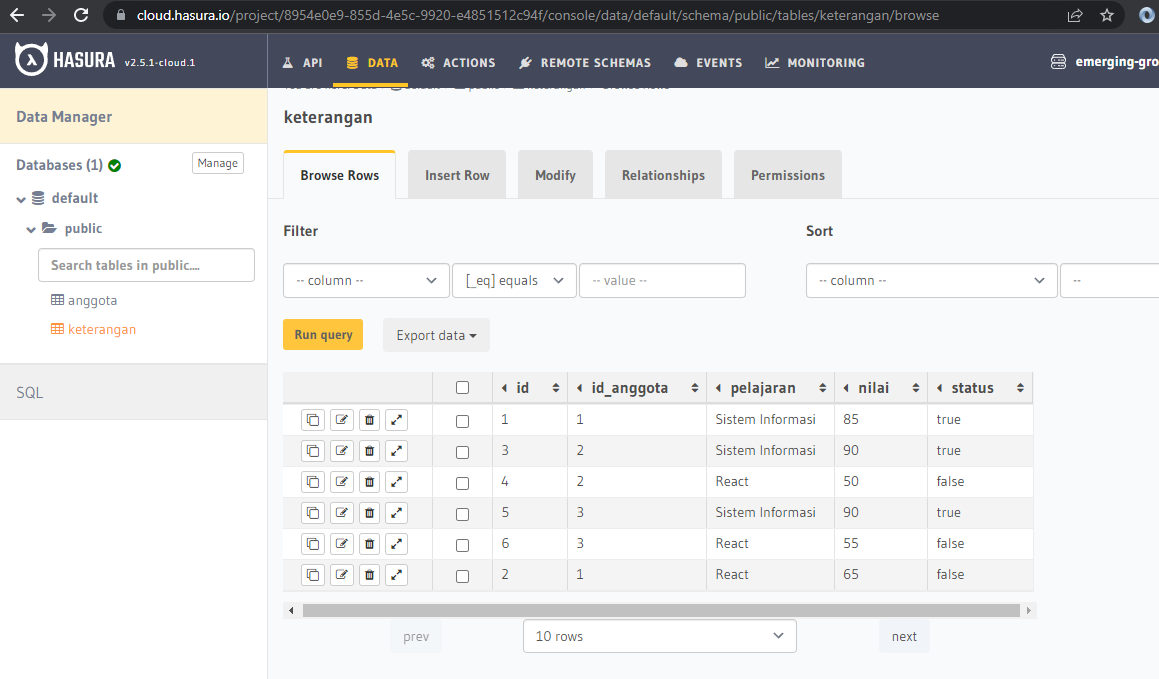 cloud.hasura.io/project/8954e0e9-855d-4e5c-9920-e4851512c94f/console/data/default/schema/public/tables/keterangan/browse
HASURA v2.5.1-cloud.1
API DATA ACTIONS REMOTE SCHEMAS EVENTS MONITORING emerging-gro
Data Manager
Databases (1) Manage
default
public
Search tables in public....
anggota
keterangan
SQL
keterangan
Browse Rows Insert Row Modify Relationships Permissions
Filter Sort
-- column -- [_eq] equals -- value -- -- column -- --
Run query Export data
id id_anggota pelajaran nilai status
1 1 Sistem Informasi 85 true
3 2 Sistem Informasi 90 true
4 2 React 50 false
5 3 Sistem Informasi 90 true
6 3 React 55 false
2 1 React 65 false
prev 10 rows next